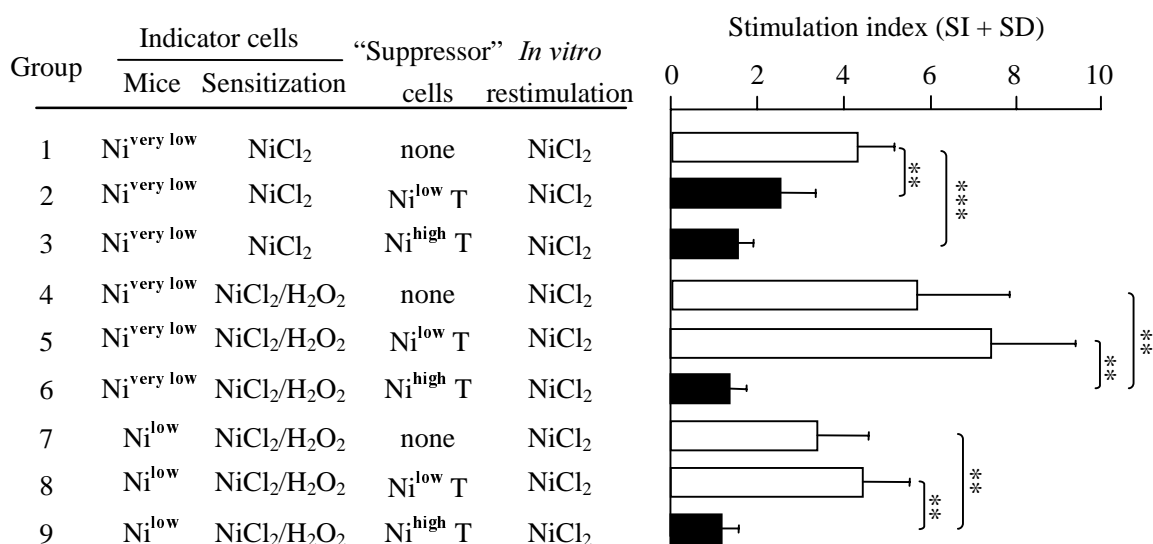 Stimulation index (SI + SD)
Indicator cells “Suppressor” In vitro
Group Mice Sensitization cells restimulation
0 2 4 6 8 10
1 Ni^very low NiCl₂ none NiCl₂
2 Ni^very low NiCl₂ Ni^low T NiCl₂
3 Ni^very low NiCl₂ Ni^high T NiCl₂
4 Ni^very low NiCl₂/H₂O₂ none NiCl₂
5 Ni^very low NiCl₂/H₂O₂ Ni^low T NiCl₂
6 Ni^very low NiCl₂/H₂O₂ Ni^high T NiCl₂
7 Ni^low NiCl₂/H₂O₂ none NiCl₂
8 Ni^low NiCl₂/H₂O₂ Ni^low T NiCl₂
9 Ni^low NiCl₂/H₂O₂ Ni^high T NiCl₂
**
***
**
**
**
**